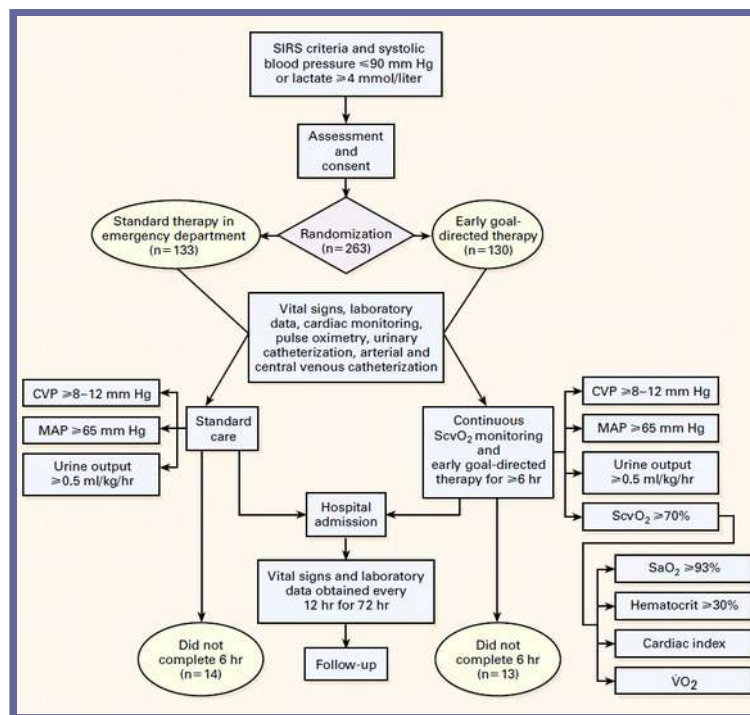 SIRS criteria and systolic
blood pressure ≤90 mm Hg
or lactate ≥4 mmol/liter
Assessment
and
consent
Standard therapy in
emergency department
(n=133)
Randomization
(n=263)
Early goal-
directed therapy
(n=130)
Vital signs, laboratory
data, cardiac monitoring,
pulse oximetry, urinary
catheterization, arterial and
central venous catheterization
CVP ≥8–12 mm Hg
MAP ≥65 mm Hg
Urine output
≥0.5 ml/kg/hr
Standard
care
Continuous
ScvO₂ monitoring
and
early goal-directed
therapy for ≥6 hr
CVP ≥8–12 mm Hg
MAP ≥65 mm Hg
Urine output
≥0.5 ml/kg/hr
ScvO₂ ≥70%
SaO₂ ≥93%
Hematocrit ≥30%
Cardiac index
V̇O₂
Hospital
admission
Vital signs and laboratory
data obtained every
12 hr for 72 hr
Follow-up
Did not
complete 6 hr
(n=14)
Did not
complete 6 hr
(n=13)